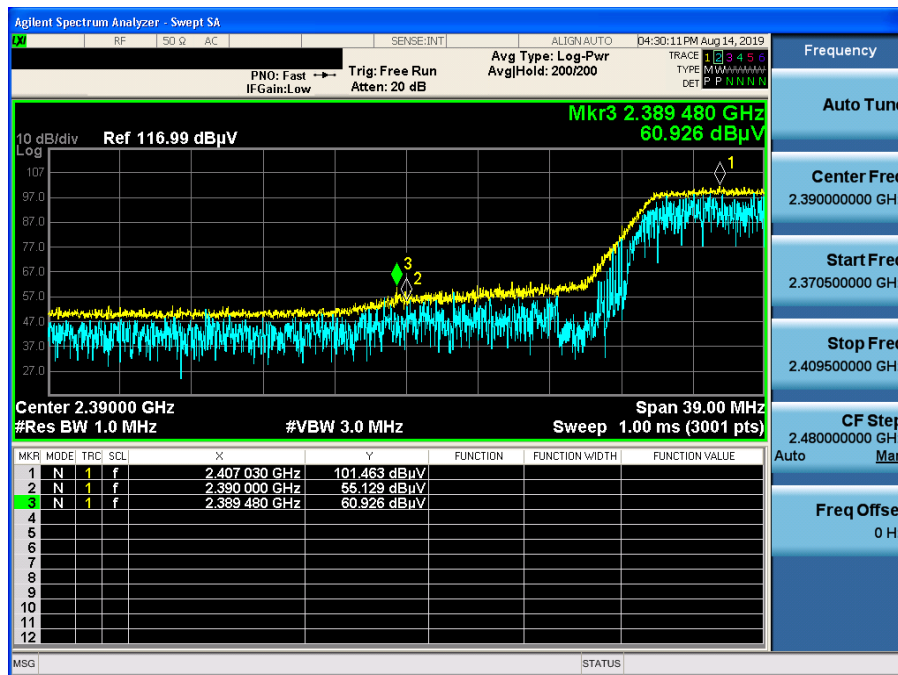 Agilent Spectrum Analyzer - Swept SA
LXI RF 50 Ω AC SENSE:INT ALIGN AUTO 04:30:11 PM Aug 14, 2019
Frequency
PNO: Fast
IFGain:Low
Trig: Free Run
Atten: 20 dB
Avg Type: Log-Pwr
Avg|Hold: 200/200
TRACE 1 2 3 4 5 6
TYPE M W
DET P P N N N N
Auto Tune
Mkr3 2.389 480 GHz
60.926 dBµV
10 dB/div
Log
Ref 116.99 dBµV
107
97.0
87.0
77.0
67.0
57.0
47.0
37.0
27.0
1
3
2
Center Freq
2.390000000 GH
Start Freq
2.370500000 GH
Stop Freq
2.409500000 GH
Center 2.39000 GHz
Span 39.00 MHz
#Res BW 1.0 MHz
#VBW 3.0 MHz
Sweep 1.00 ms (3001 pts)
CF Step
2.480000000 GH
Auto Man
Freq Offse
0 H
MKR MODE TRC SCL X Y FUNCTION FUNCTION WIDTH FUNCTION VALUE
1 N 1 f 2.407 030 GHz 101.463 dBµV
2 N 1 f 2.390 000 GHz 55.129 dBµV
3 N 1 f 2.389 480 GHz 60.926 dBµV
4
5
6
7
8
9
10
11
12
MSG
STATUS